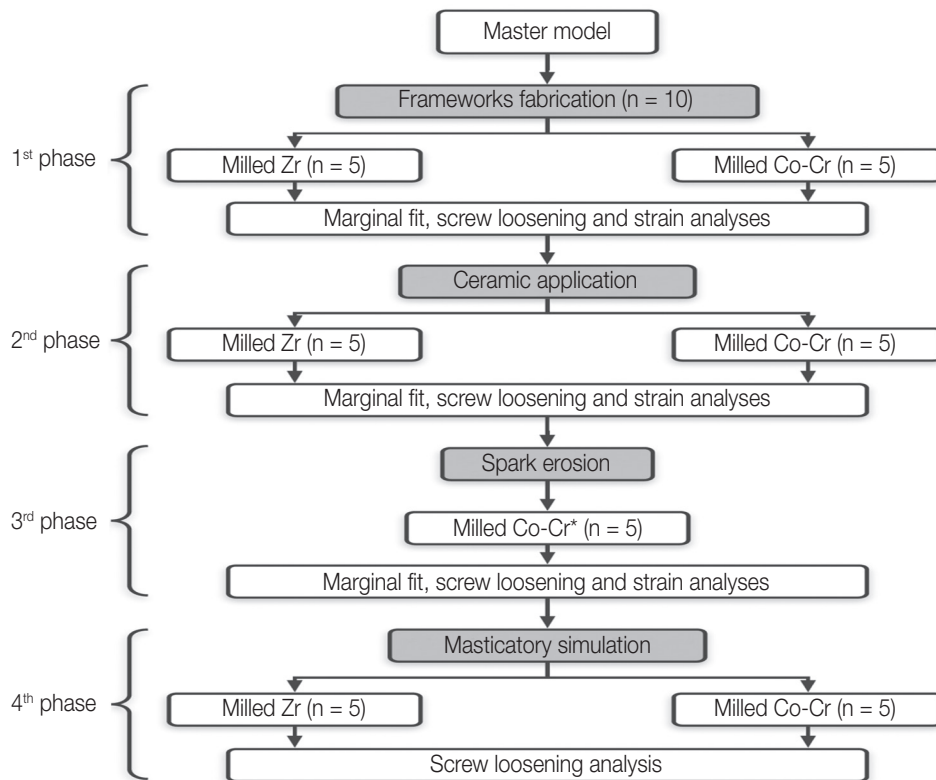 Master model
Frameworks fabrication (n = 10)
1st phase
Milled Zr (n = 5)
Milled Co-Cr (n = 5)
Marginal fit, screw loosening and strain analyses
Ceramic application
2nd phase
Milled Zr (n = 5)
Milled Co-Cr (n = 5)
Marginal fit, screw loosening and strain analyses
Spark erosion
3rd phase
Milled Co-Cr* (n = 5)
Marginal fit, screw loosening and strain analyses
Masticatory simulation
4th phase
Milled Zr (n = 5)
Milled Co-Cr (n = 5)
Screw loosening analysis